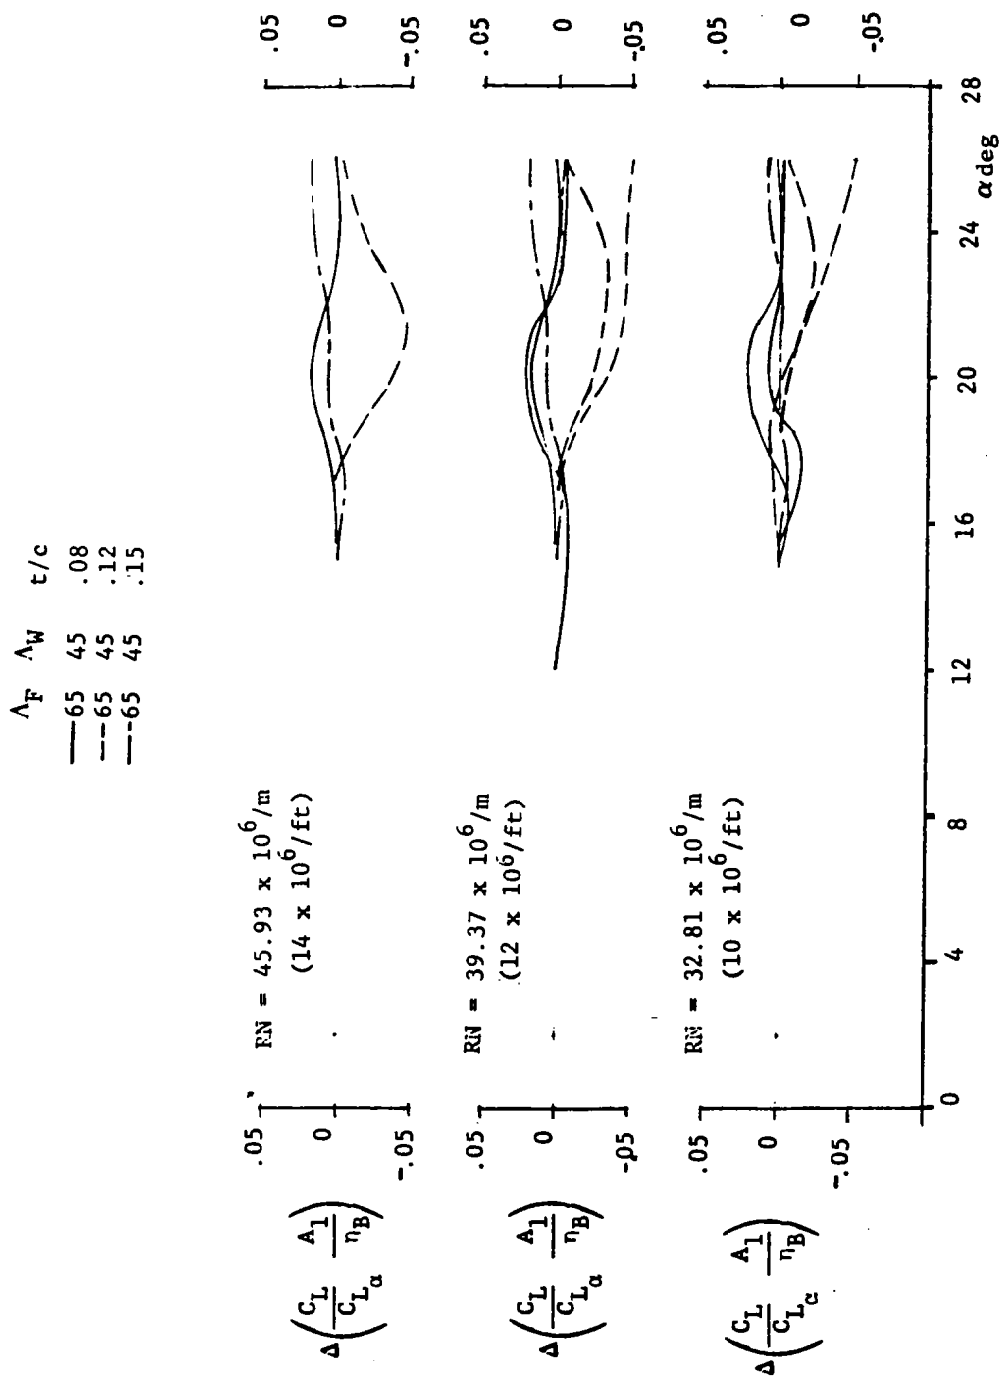 Λ_F Λ_W t/c
65 45 .08
65 45 .12
65 45 .15
Δ(C_L/C_Lα A_1/η_B)
.05
0
-.05
RN = 45.93 x 10^6/m
(14 x 10^6/ft)
.05
0
-.05
Δ(C_L/C_Lα A_1/η_B)
.05
0
-.05
RN = 39.37 x 10^6/m
(12 x 10^6/ft)
.05
0
-.05
Δ(C_L/C_Lα A_1/η_B)
.05
0
-.05
RN = 32.81 x 10^6/m
(10 x 10^6/ft)
.05
0
-.05
0 4 8 12 16 20 24 28
α deg